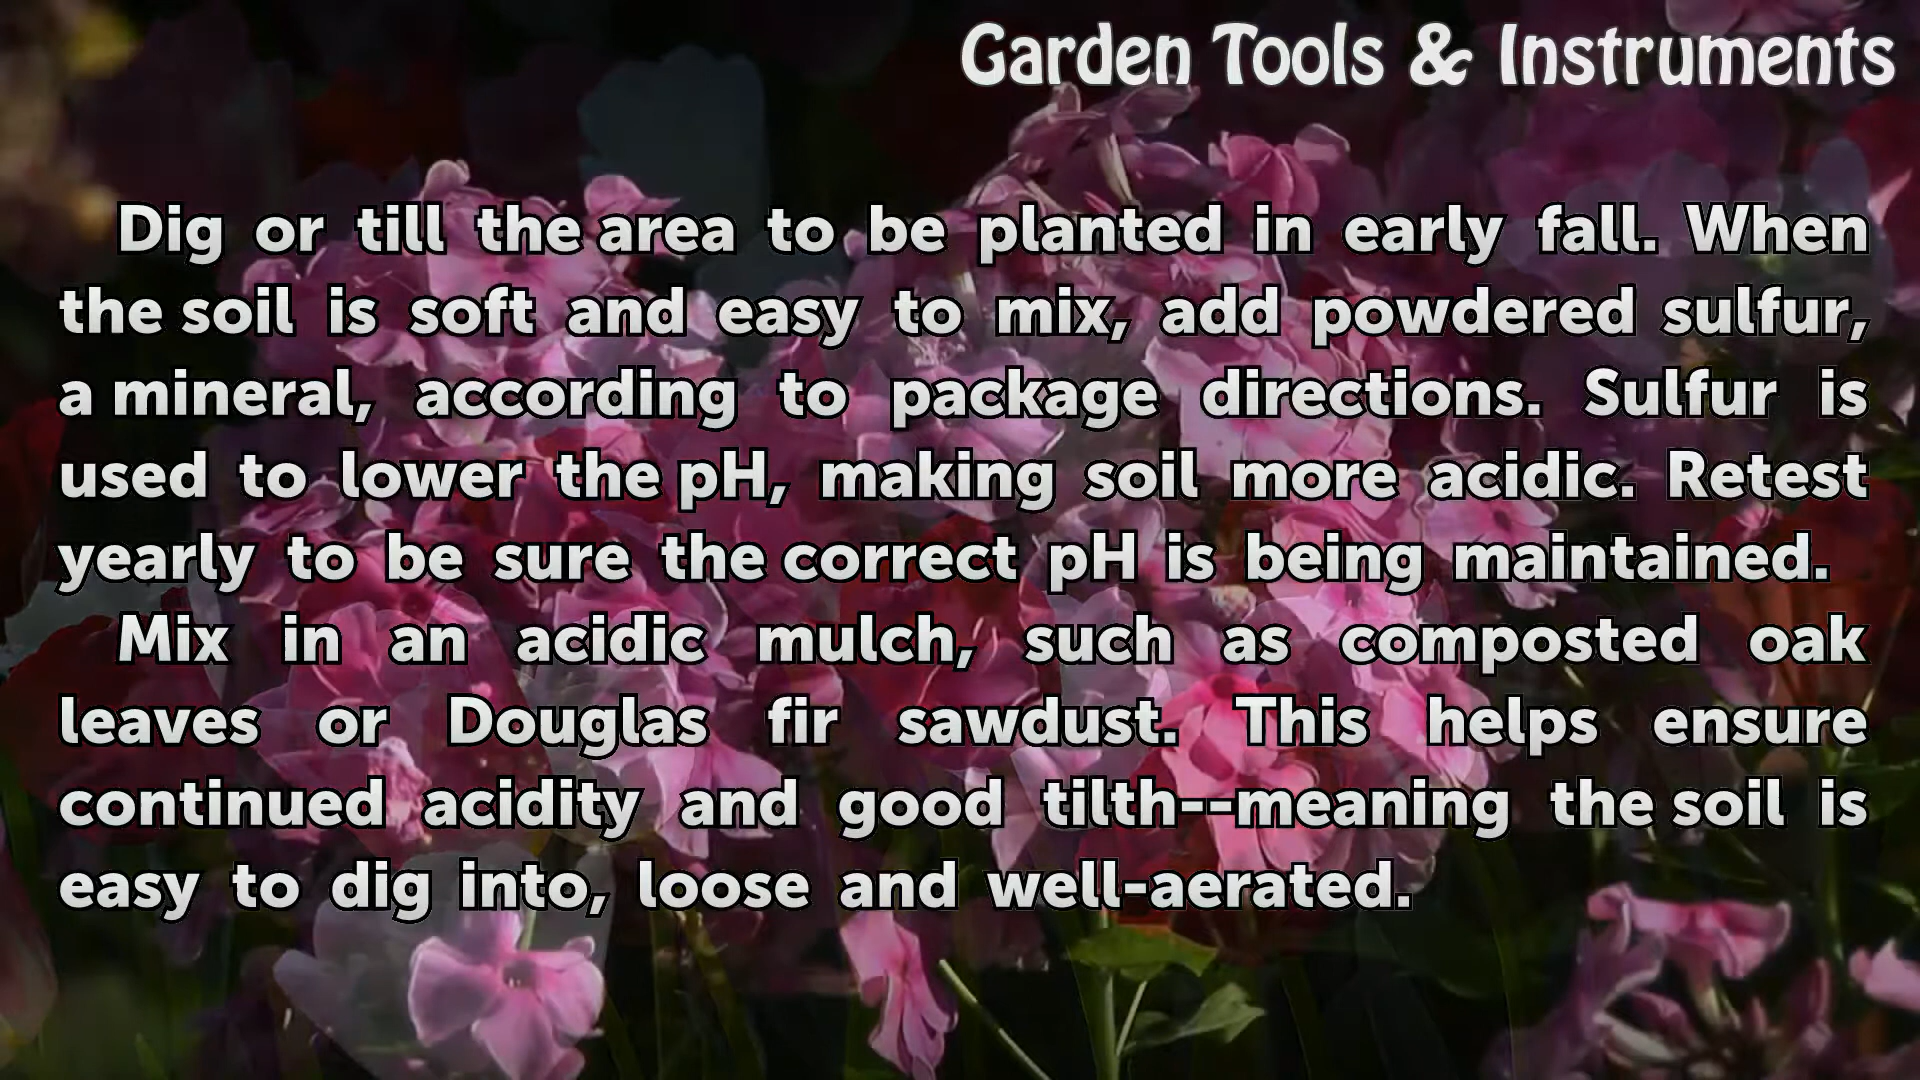 Garden Tools & Instruments
Dig or till the area to be planted in early fall. When
the soil is soft and easy to mix, add powdered sulfur,
a mineral, according to package directions. Sulfur is
used to lower the pH, making soil more acidic. Retest
yearly to be sure the correct pH is being maintained.
Mix in an acidic mulch, such as composted oak
leaves or Douglas fir sawdust. This helps ensure
continued acidity and good tilth--meaning the soil is
easy to dig into, loose and well-aerated.